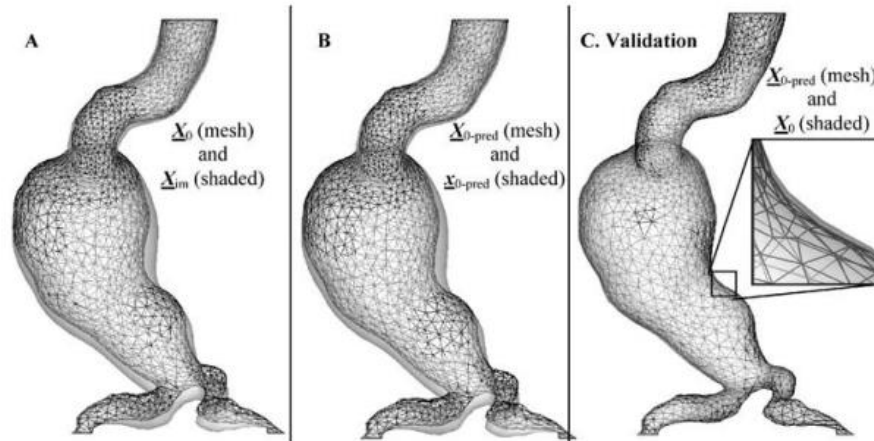 A
X₀ (mesh)
and
Xᵢₘ (shaded)
B
X₀₋pred (mesh)
and
x₀₋pred (shaded)
C. Validation
X₀₋pred (mesh)
and
X₀ (shaded)